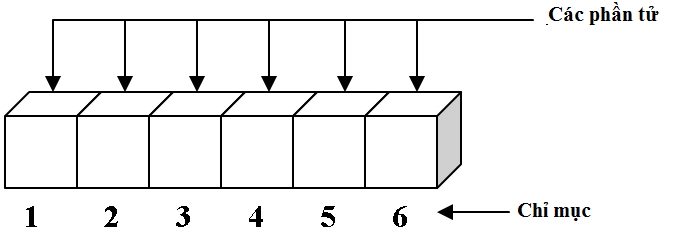 Các phần tử
1 2 3 4 5 6
Chỉ mục